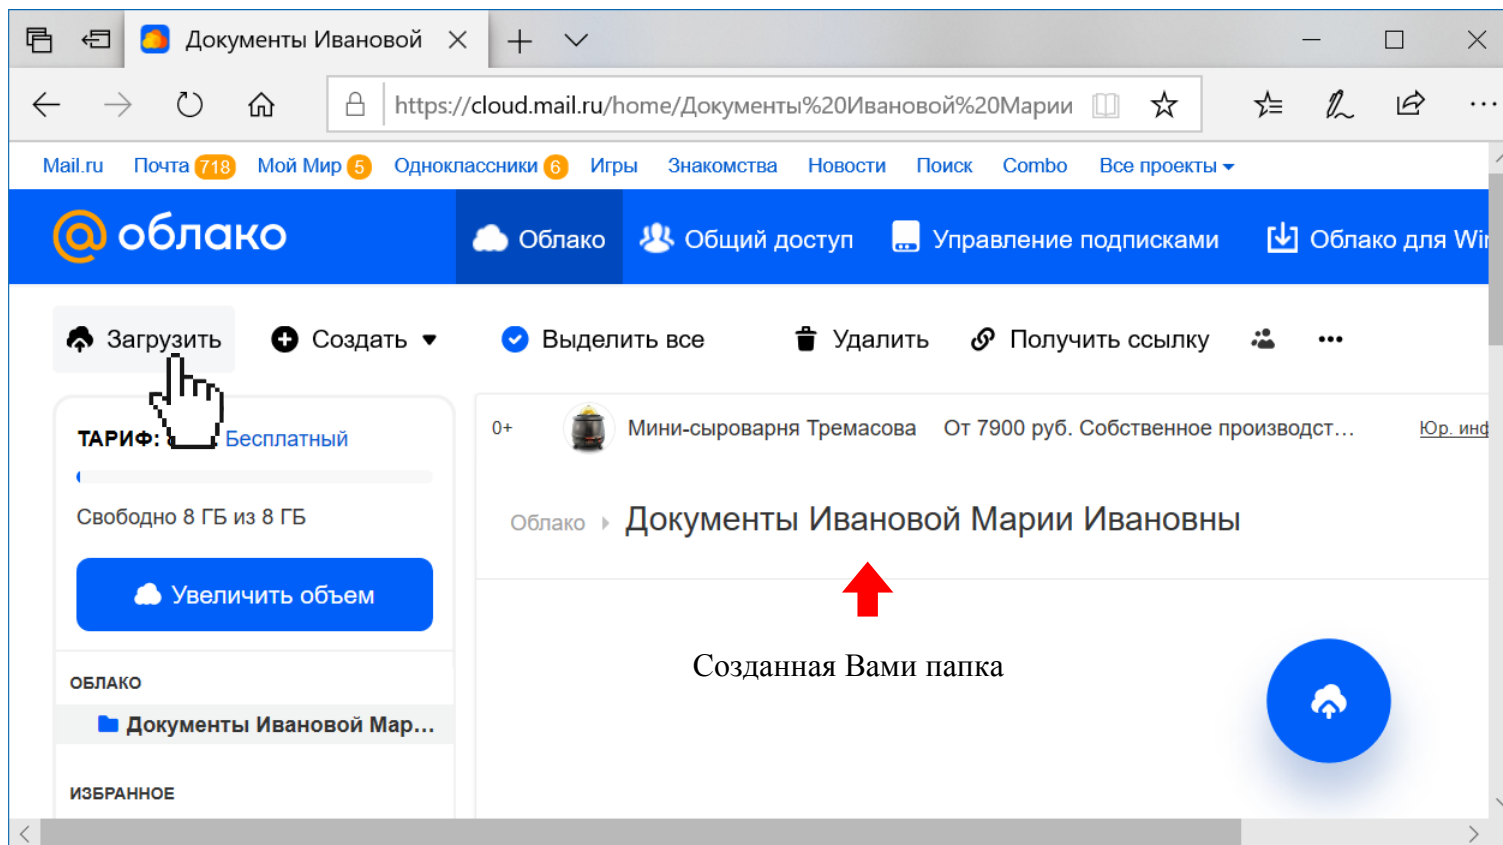 Документы Ивановой
https://cloud.mail.ru/home/Документы%20Ивановой%20Марии
Mail.ru Почта 718 Мой Мир 5 Одноклассники 6 Игры Знакомства Новости Поиск Combo Все проекты
облако Облако Общий доступ Управление подписками Облако для Wi
Загрузить Создать Выделить все Удалить Получить ссылку
0+ Мини-сыроварня Тремасова От 7900 руб. Собственное производст... Юр. инф
ТАРИФ: Бесплатный
Свободно 8 ГБ из 8 ГБ
Облако Документы Ивановой Марии Ивановны
Увеличить объем
Созданная Вами папка
ОБЛАКО
Документы Ивановой Мар...
ИЗБРАННОЕ